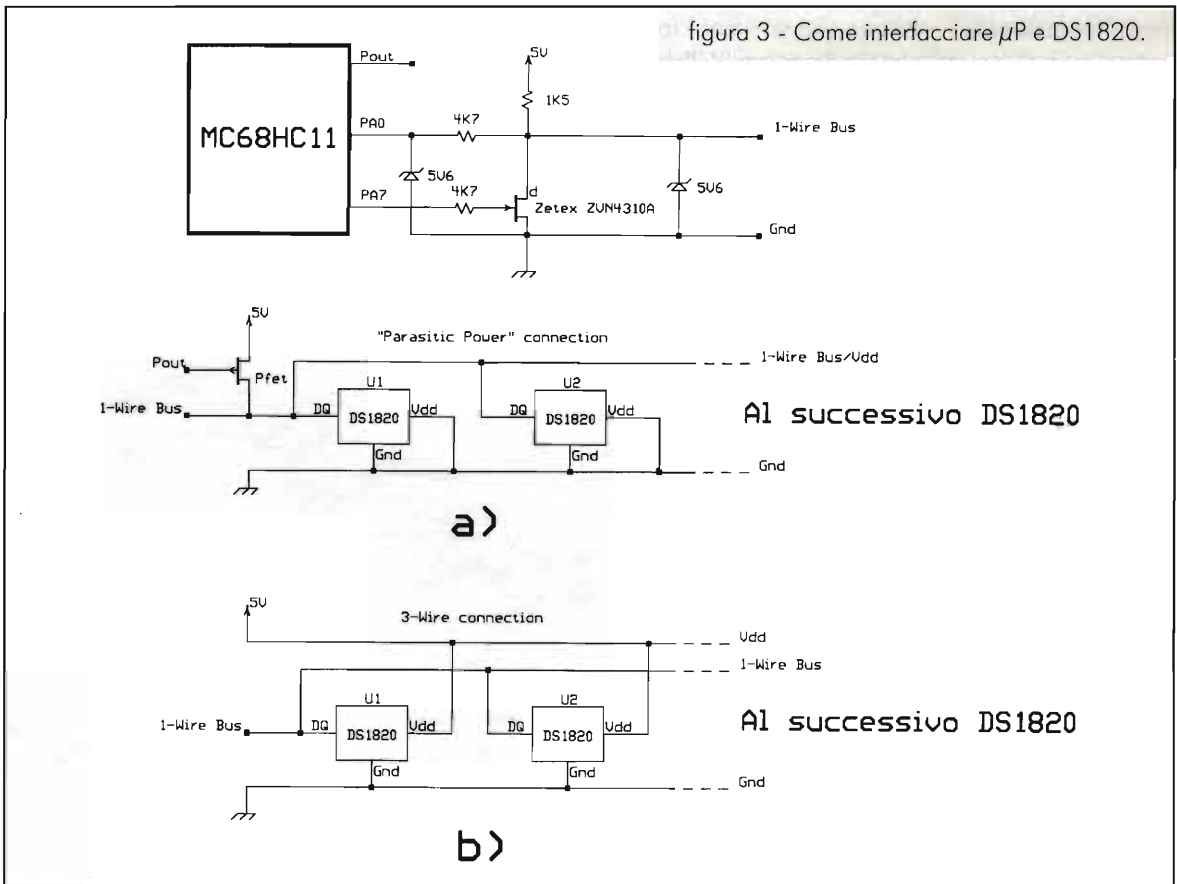 figura 3 - Come interfacciare µP e DS1820.
Pout
5V
1K5
MC68HC11
PA0
4K7
1-Wire Bus
5V6
5V6
PA7
4K7
d
Zetex ZVN4310A
Gnd
5V
"Parasitic Power" connection
Pout
Pfet
1-Wire Bus/Vdd
U1
U2
1-Wire Bus
DQ
DS1820
Vdd
DQ
DS1820
Vdd
Al successivo DS1820
Gnd
Gnd
Gnd
a)
5V
3-Wire connection
Vdd
1-Wire Bus
U1
U2
1-Wire Bus
DQ
DS1820
Vdd
DQ
DS1820
Vdd
Al successivo DS1820
Gnd
Gnd
Gnd
b)